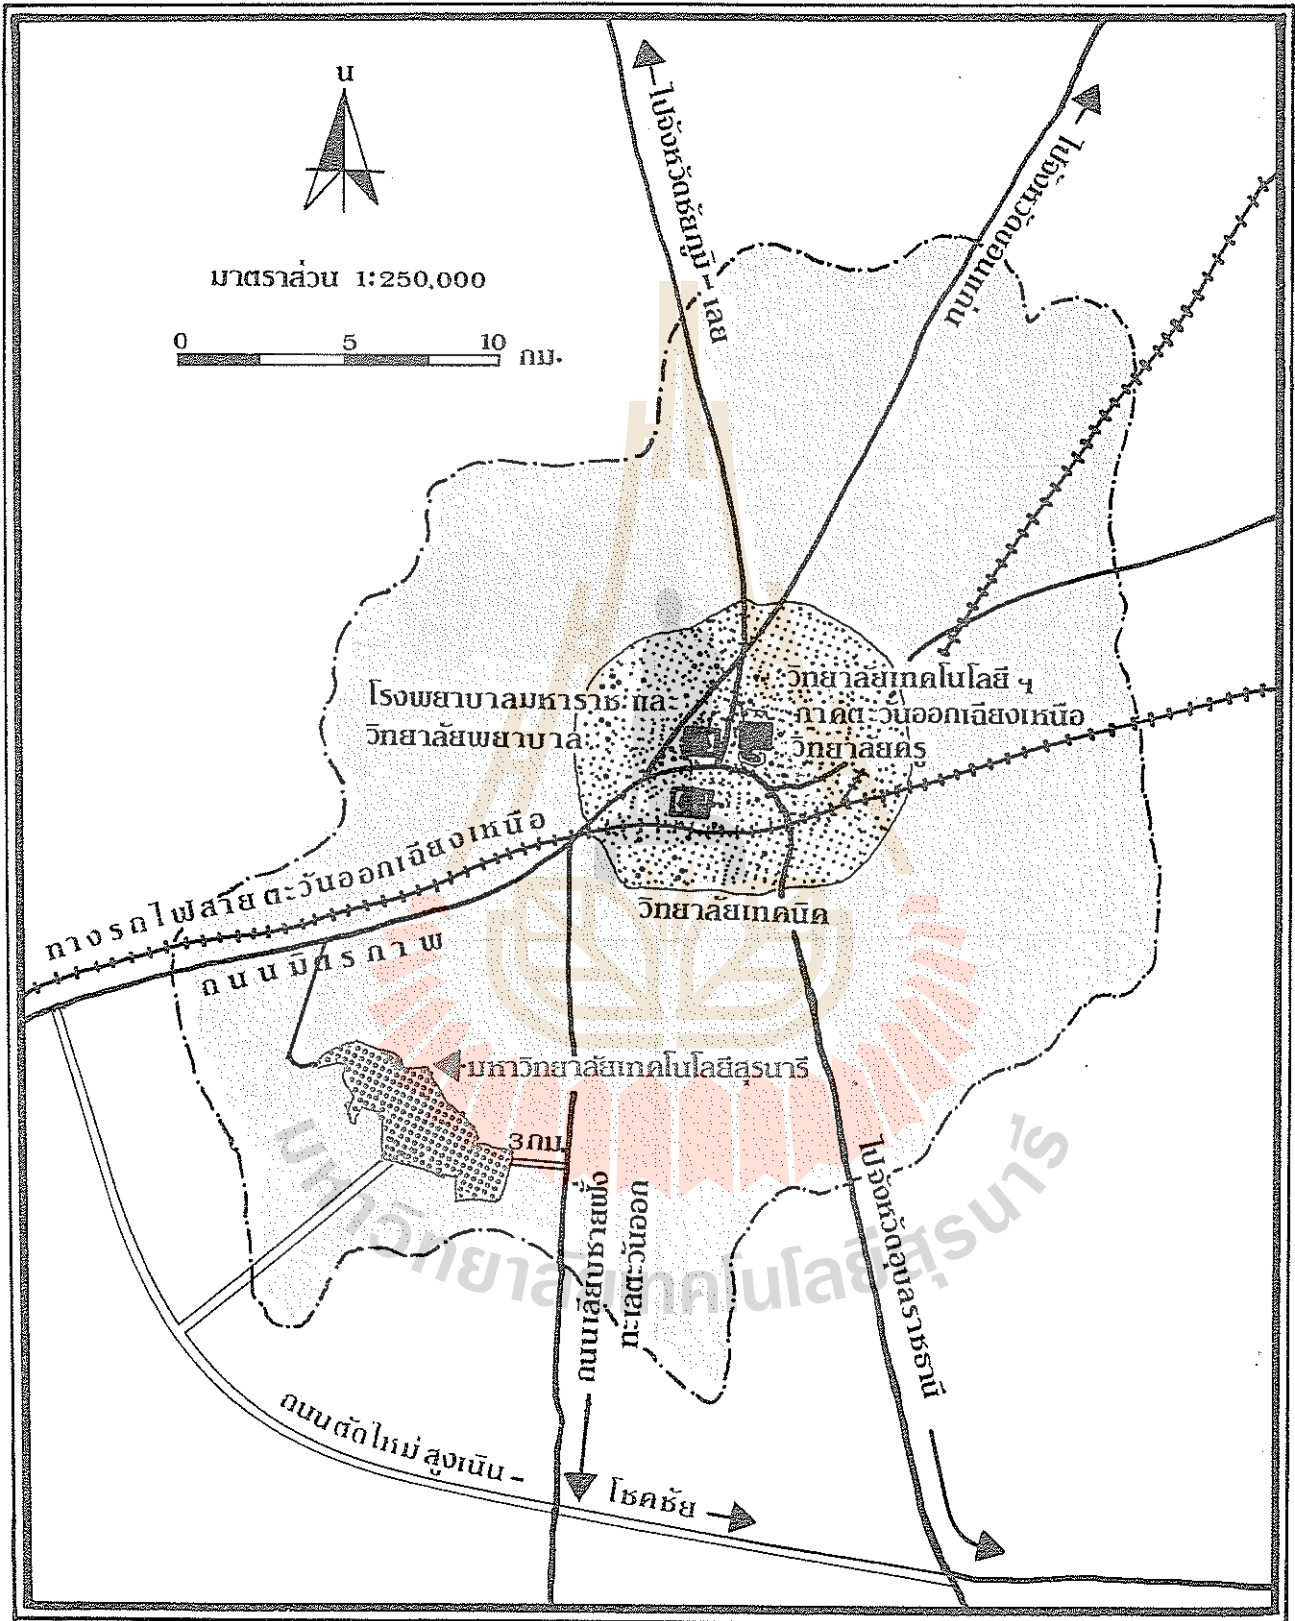 น
มาตราส่วน 1:250,000
0 5 10 กม.
ไปจังหวัดชัยภูมิ - เลย
ไปจังหวัดขอนแก่น
โรงพยาบาลมหาราช และ
วิทยาลัยพยาบาล
วิทยาลัยเทคโนโลยี ฯ
ภาคตะวันออกเฉียงเหนือ
วิทยาลัยครู
ทางรถไฟสายตะวันออกเฉียงเหนือ
ถนนมิตรภาพ
วิทยาลัยเทคนิค
มหาวิทยาลัยเทคโนโลยีสุรนารี
3 กม.
ถนนเลียบชายฝั่ง
ทะเลตะวันออก
ไปจังหวัดอุบลราชธานี
ถนนตัดใหม่ สูงเนิน -
โชคชัย
มหาวิทยาลัยเทคโนโลยีสุรนารี